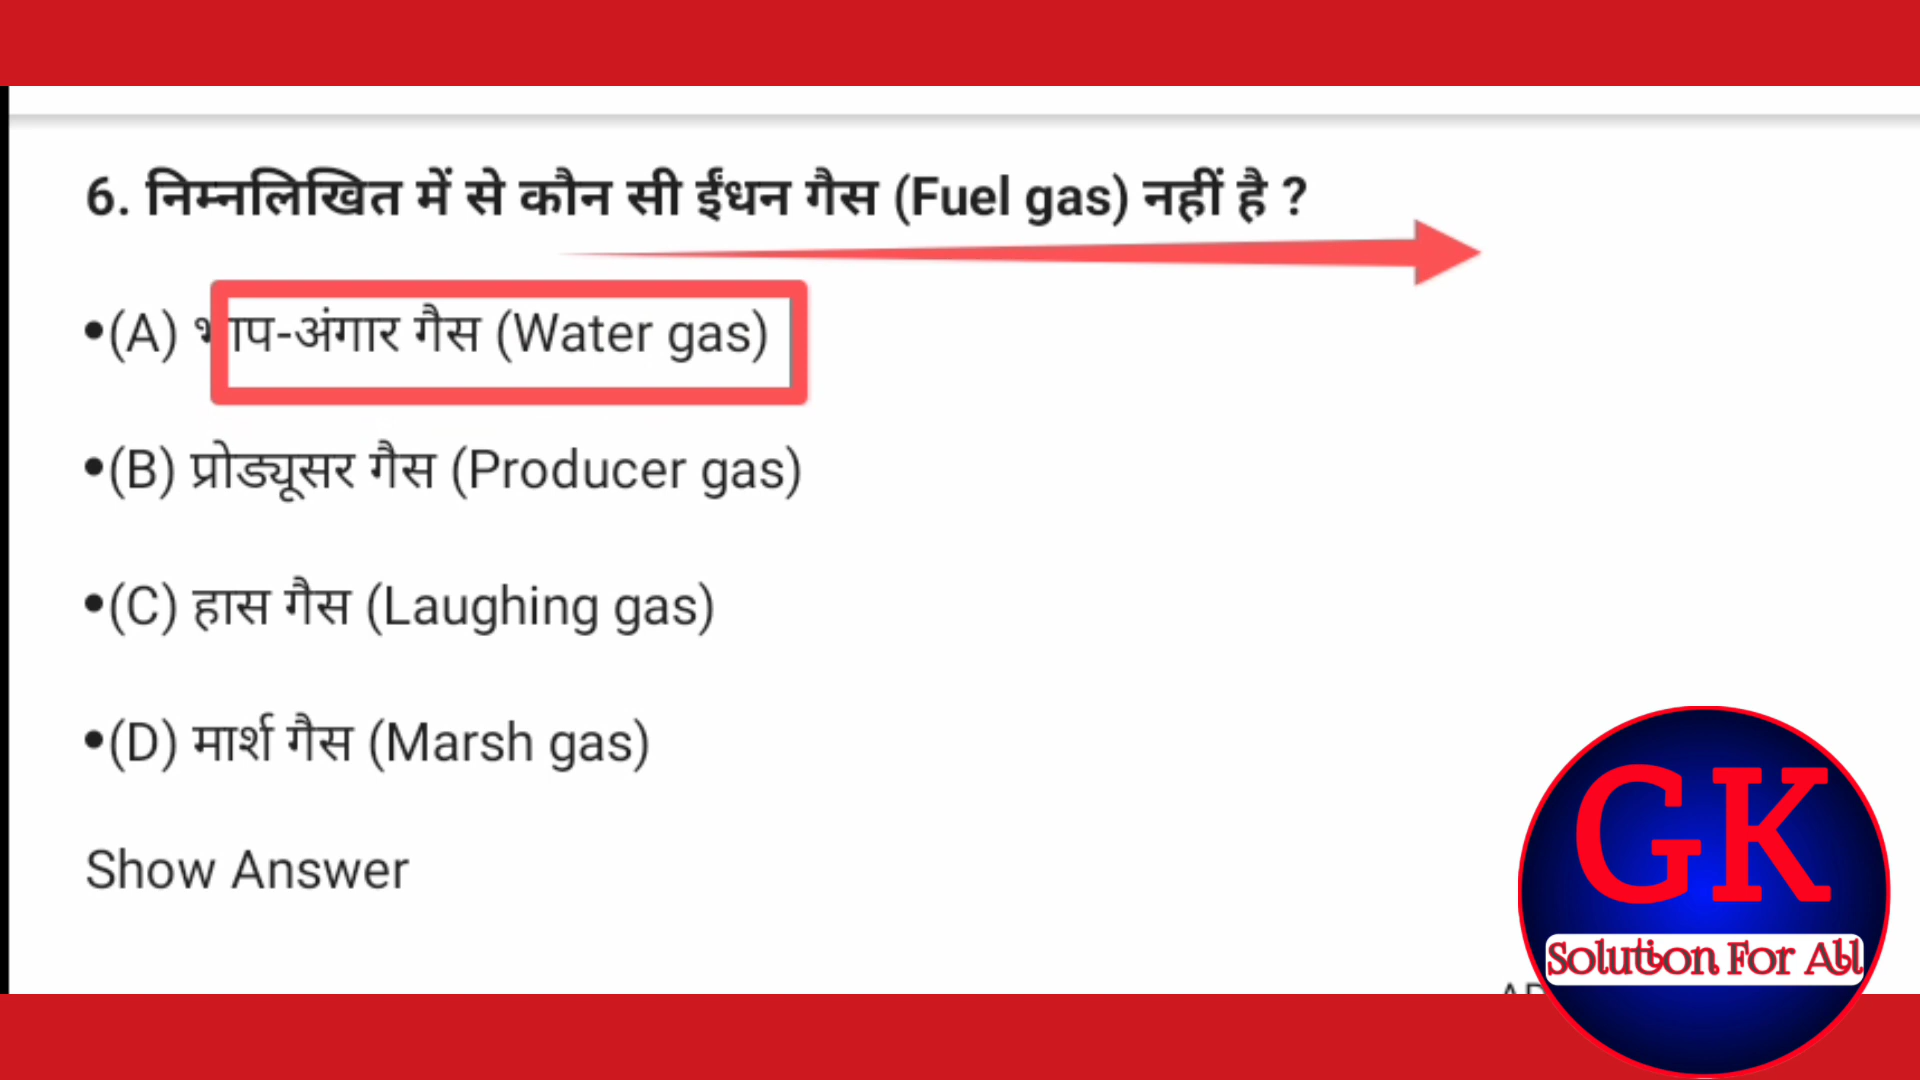 6. निम्नलिखित में से कौन सी ईंधन गैस (Fuel gas) नहीं है ?
•(A) भाप-अंगार गैस (Water gas)
•(B) प्रोड्यूसर गैस (Producer gas)
•(C) हास गैस (Laughing gas)
•(D) मार्श गैस (Marsh gas)
Show Answer
GK
Solution For All